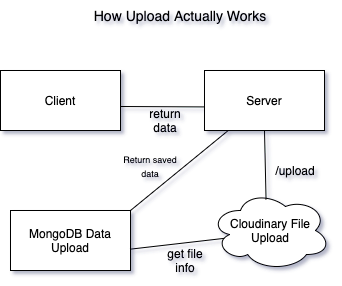 How Upload Actually Works
Client
Server
return
data
Return saved
data
/upload
MongoDB Data
Upload
Cloudinary File
Upload
get file
info